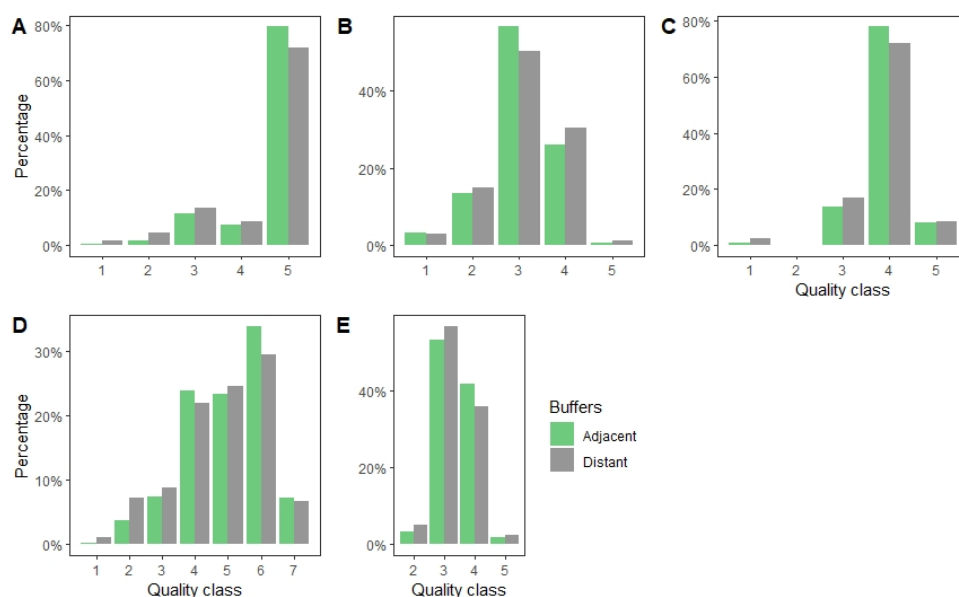 A
Percentage
80%
60%
40%
20%
0%
1 2 3 4 5
B
40%
20%
0%
1 2 3 4 5
C
80%
60%
40%
20%
0%
1 2 3 4 5
Quality class
D
Percentage
30%
20%
10%
0%
1 2 3 4 5 6 7
Quality class
E
40%
20%
0%
2 3 4 5
Quality class
Buffers
Adjacent
Distant